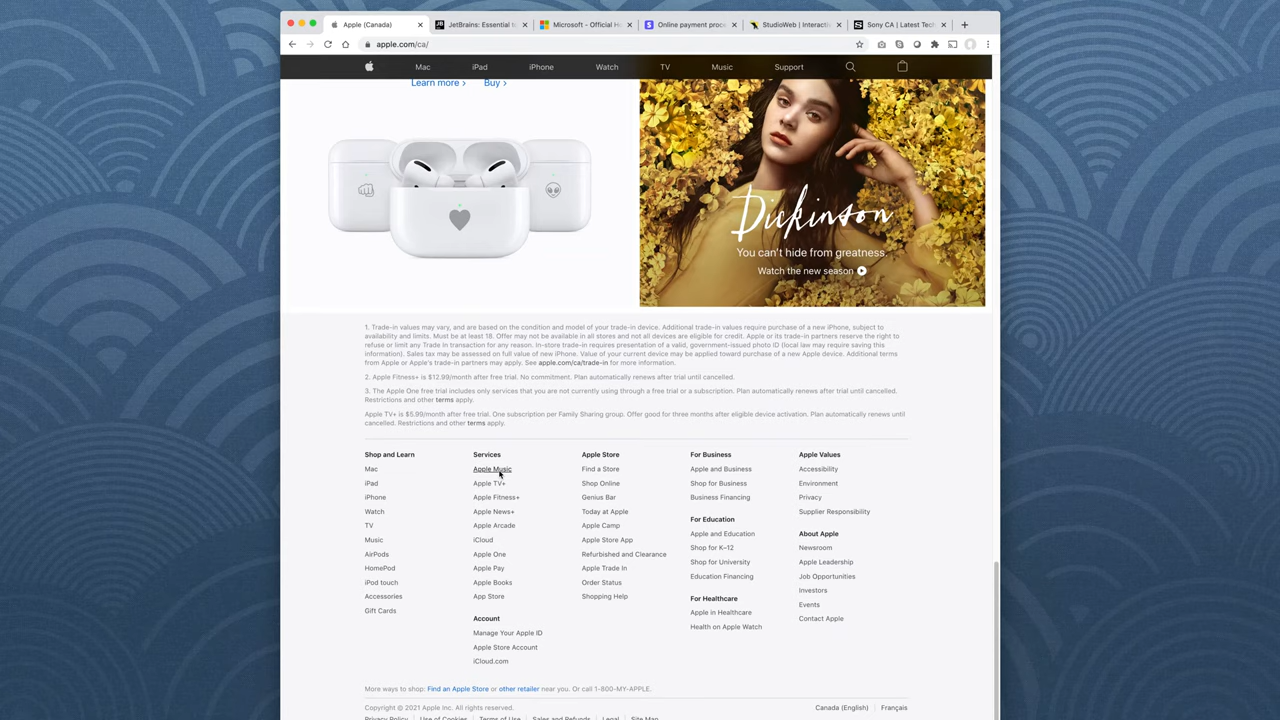 Apple (Canada)
JetBrains: Essential t
Microsoft - Official H
Online payment proc
StudioWeb | Interacti
Sony CA | Latest Tech
apple.com/ca/
Mac iPad iPhone Watch TV Music Support
Learn more > Buy >
Dickinson
You can't hide from greatness.
Watch the new season
1. Trade-in values may vary, and are based on the condition and model of your trade-in device. Additional trade-in values require purchase of a new iPhone, subject to
availability and limits. Must be at least 18. Offer may not be available in all stores and not all devices are eligible for credit. Apple or its trade-in partners reserve the right to
refuse or limit any Trade In transaction for any reason. In-store trade-in requires presentation of a valid, government-issued photo ID (local law may require saving this
information). Sales tax may be assessed on full value of new iPhone. Value of your current device may be applied toward purchase of a new Apple device. Additional terms
from Apple or Apple's trade-in partners may apply. See apple.com/ca/trade-in for more information.
2. Apple Fitness+ is $12.99/month after free trial. No commitment. Plan automatically renews after trial until cancelled.
3. The Apple One free trial includes only services that you are not currently using through a free trial or a subscription. Plan automatically renews after trial until cancelled.
Restrictions and other terms apply.
Apple TV+ is $5.99/month after free trial. One subscription per Family Sharing group. Offer good for three months after eligible device activation. Plan automatically renews until
cancelled. Restrictions and other terms apply.
Shop and Learn
Mac
iPad
iPhone
Watch
TV
Music
AirPods
HomePod
iPod touch
Accessories
Gift Cards
Services
Apple Music
Apple TV+
Apple Fitness+
Apple News+
Apple Arcade
iCloud
Apple One
Apple Pay
Apple Books
App Store
Account
Manage Your Apple ID
Apple Store Account
iCloud.com
Apple Store
Find a Store
Shop Online
Genius Bar
Today at Apple
Apple Camp
Apple Store App
Refurbished and Clearance
Apple Trade In
Order Status
Shopping Help
For Business
Apple and Business
Shop for Business
Business Financing
For Education
Apple and Education
Shop for K–12
Shop for University
Education Financing
For Healthcare
Apple in Healthcare
Health on Apple Watch
Apple Values
Accessibility
Environment
Privacy
Supplier Responsibility
About Apple
Newsroom
Apple Leadership
Job Opportunities
Investors
Events
Contact Apple
More ways to shop: Find an Apple Store or other retailer near you. Or call 1-800-MY-APPLE.
Copyright © 2021 Apple Inc. All rights reserved. Canada (English) Français
Privacy Policy Use of Cookies Terms of Use Sales and Refunds Legal Site Map